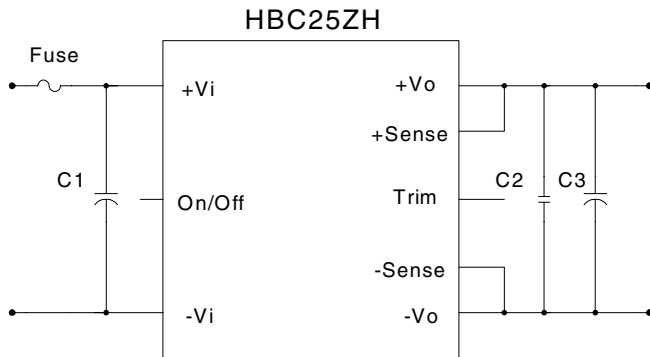 HBC25ZH
Fuse
+Vi
+Vo
+Sense
C1
On/Off
Trim
C2
C3
-Sense
-Vi
-Vo